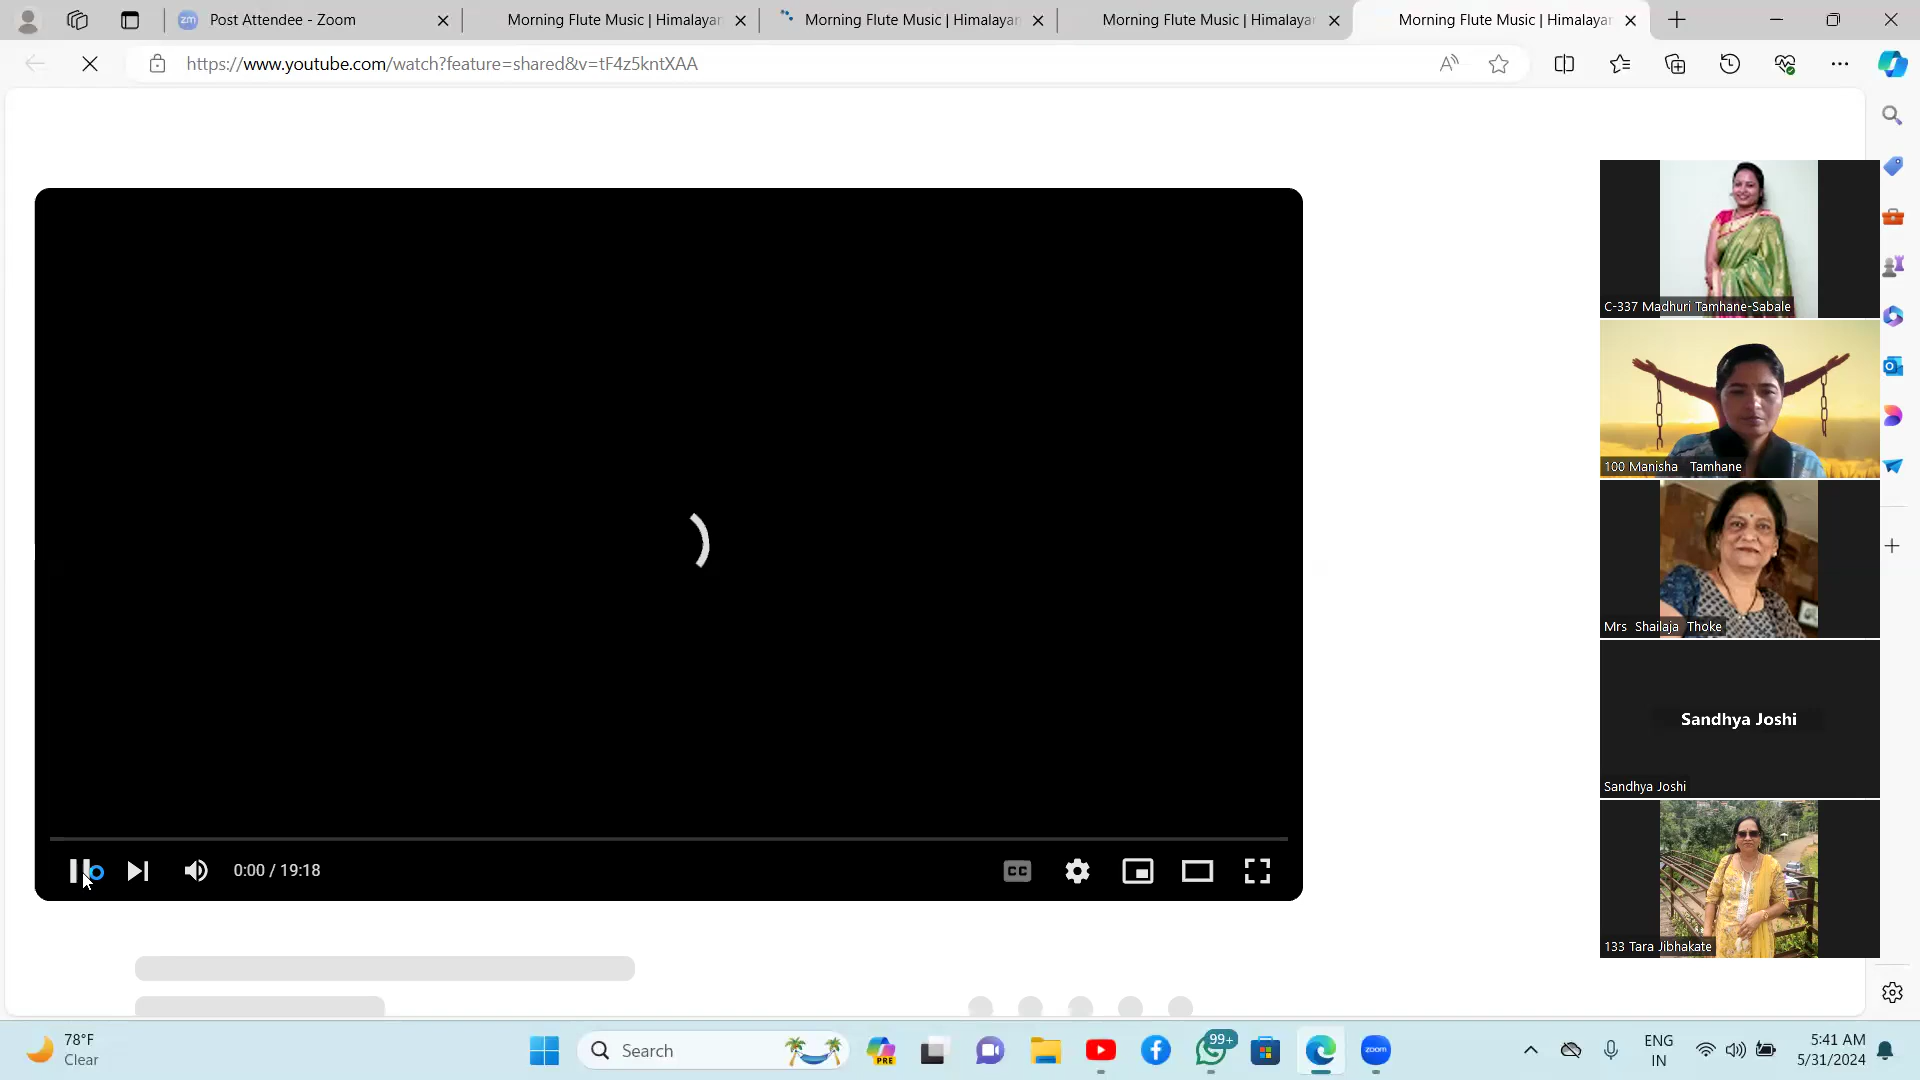 Post Attendee - Zoom
Morning Flute Music | Himalayan
Morning Flute Music | Himalayan
Morning Flute Music | Himalayan
Morning Flute Music | Himalayan
https://www.youtube.com/watch?feature=shared&v=tF4z5kntXAA
C-337 Madhuri Tamhane-Sabale
100 Manisha Tamhane
Mrs Shailaja Thoke
Sandhya Joshi
Sandhya Joshi
133 Tara Jibhakate
0:00 / 19:18
CC
78°F
Clear
Search
PRE
99+
zoom
ENG
IN
5:41 AM
5/31/2024